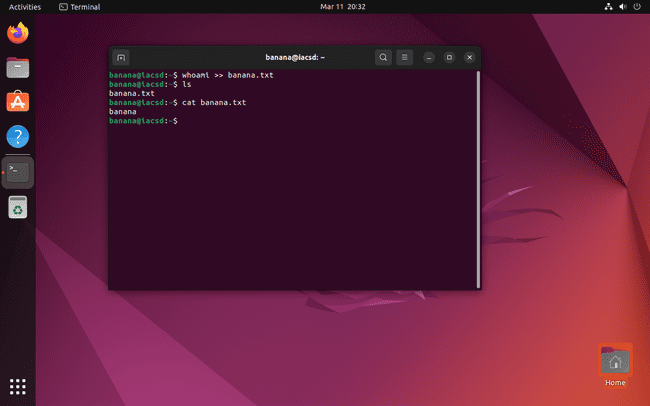 Activities
Terminal
Mar 11 20:32
banana@iacsd: ~
banana@iacsd:~$ whoami >> banana.txt
banana@iacsd:~$ ls
banana.txt
banana@iacsd:~$ cat banana.txt
banana
banana@iacsd:~$
Home